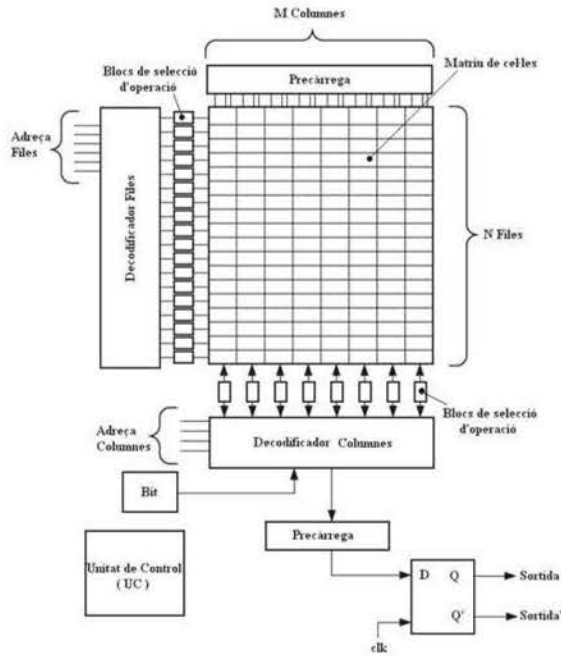 M Columnes
Blocs de selecció
d'operació
Precàrrega
Matriu de cel·les
Adreça
Files
Decodificador Files
N Files
Blocs de selecció
d'operació
Adreça
Columnes
Decodificador Columnes
Bit
Precàrrega
Unitat de Control
( UC )
D
Q
Sortida
Q'
Sortida'
clk